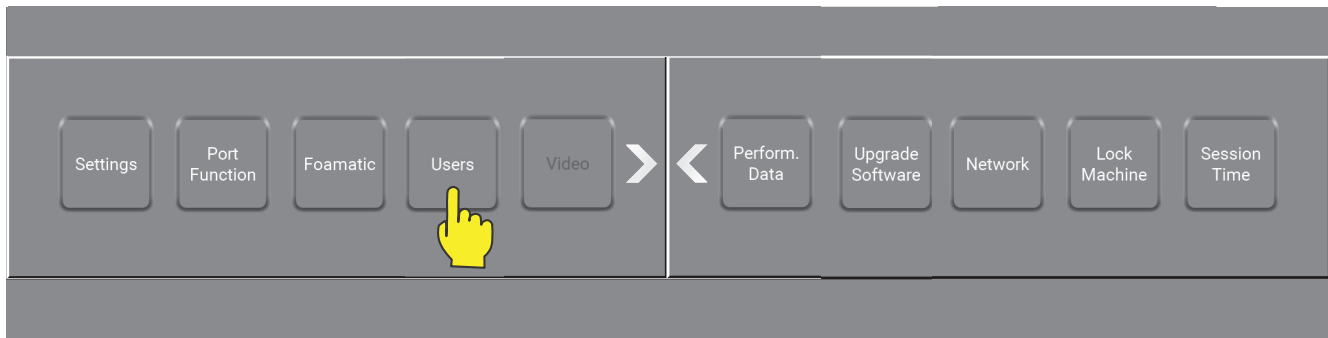 Settings
Port
Function
Foamatic
Users
Video
Perform.
Data
Upgrade
Software
Network
Lock
Machine
Session
Time